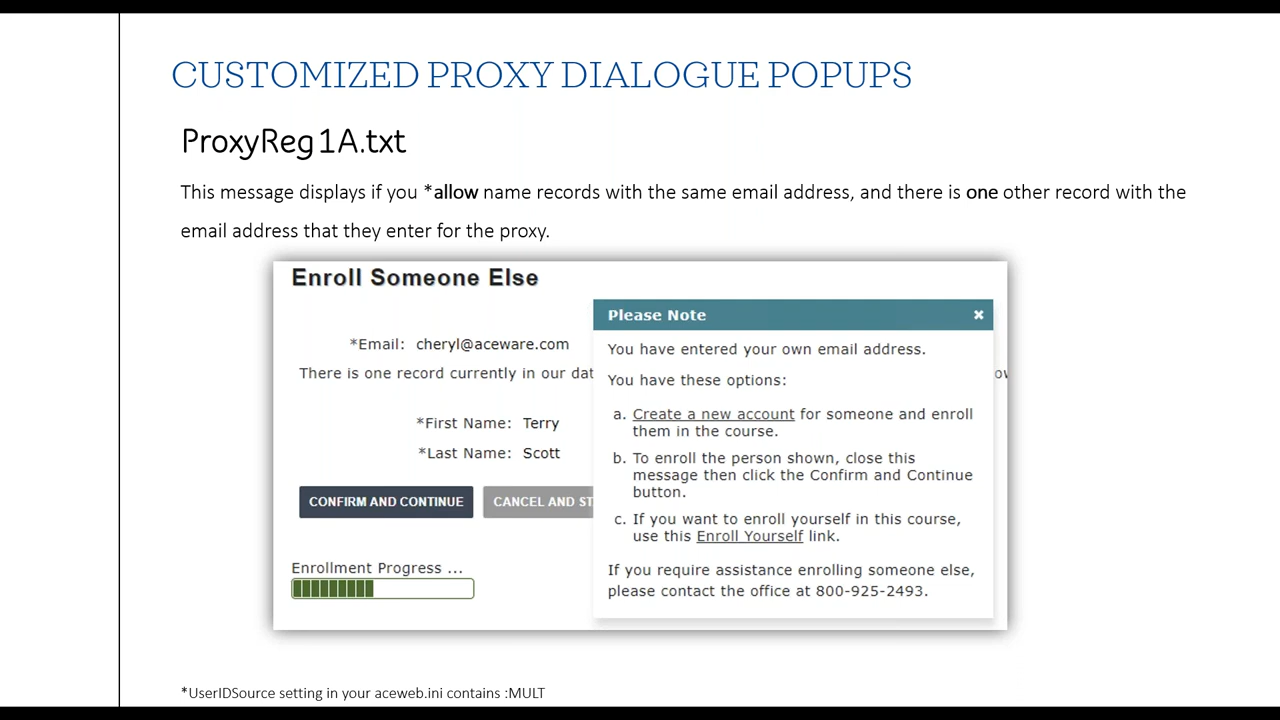 CUSTOMIZED PROXY DIALOGUE POPUPS
ProxyReg1A.txt
This message displays if you *allow name records with the same email address, and there is one other record with the
email address that they enter for the proxy.
Enroll Someone Else
*Email: cheryl@aceware.com
There is one record currently in our
*First Name: Terry
*Last Name: Scott
CONFIRM AND CONTINUE
CANCEL AND
Enrollment Progress ...
Please Note
You have entered your own email address.
You have these options:
a. Create a new account for someone and enroll
them in the course.
b. To enroll the person shown, close this
message then click the Confirm and Continue
button.
c. If you want to enroll yourself in this course,
use this Enroll Yourself link.
If you require assistance enrolling someone else,
please contact the office at 800-925-2493.
*UserIDSource setting in your aceweb.ini contains :MULT